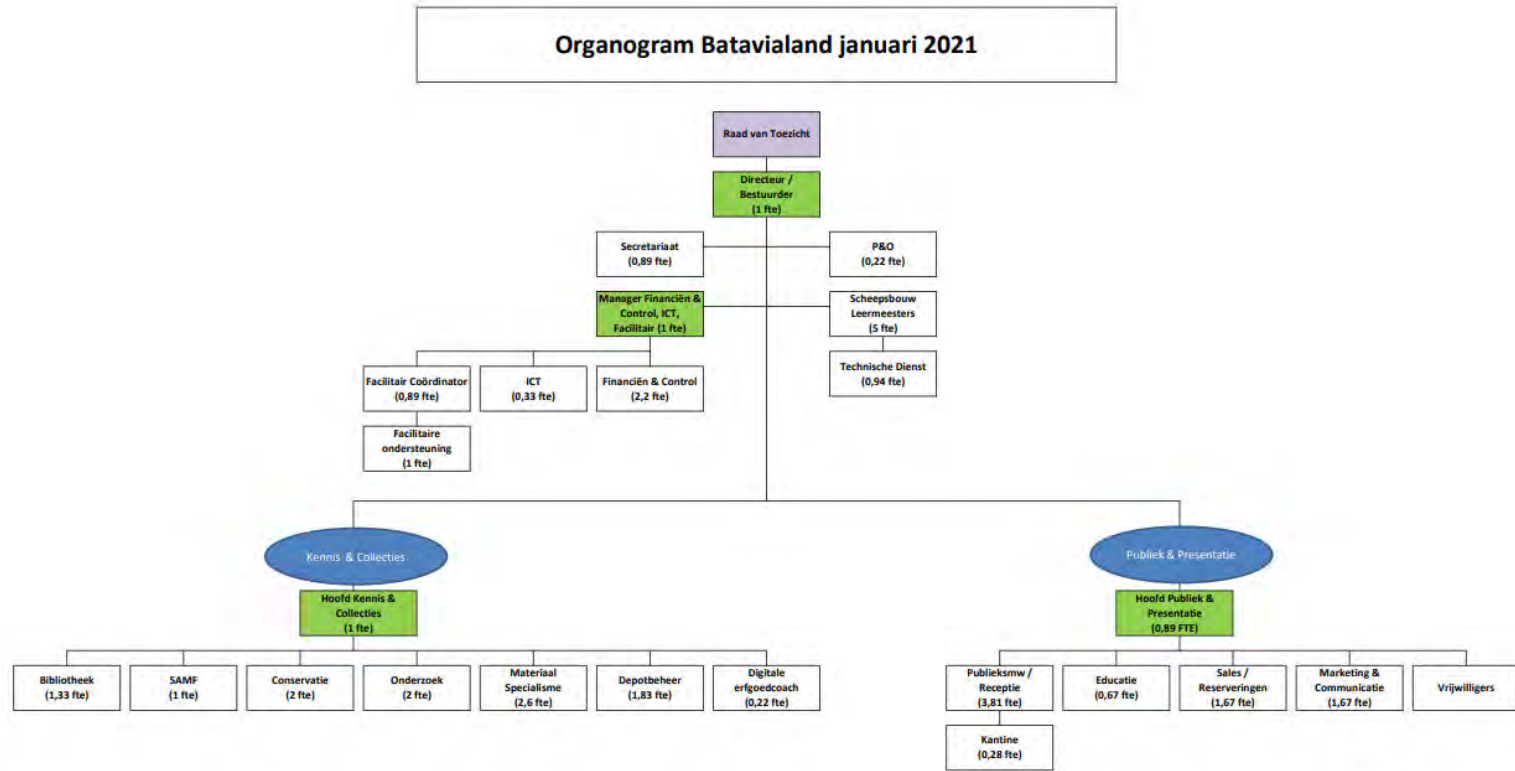 Organogram Batavialand januari 2021
Raad van Toezicht
Directeur /
Bestuurder
(1 fte)
Secretariaat
(0,89 fte)
P&O
(0,22 fte)
Manager Financiën &
Control, ICT,
Facilitair (1 fte)
Scheepsbouw
Leermeesters
(5 fte)
Facilitair Coördinator
(0,89 fte)
ICT
(0,33 fte)
Financiën & Control
(2,2 fte)
Technische Dienst
(0,94 fte)
Facilitaire
ondersteuning
(1 fte)
Kennis & Collecties
Publiek & Presentatie
Hoofd Kennis &
Collecties
(1 fte)
Hoofd Publiek &
Presentatie
(0,89 FTE)
Bibliotheek
(1,33 fte)
SAMF
(1 fte)
Conservatie
(2 fte)
Onderzoek
(2 fte)
Materiaal
Specialisme
(2,6 fte)
Depotbeheer
(1,83 fte)
Digitale
erfgoedcoach
(0,22 fte)
Publieksmw /
Receptie
(3,81 fte)
Educatie
(0,67 fte)
Sales /
Reserveringen
(1,67 fte)
Marketing &
Communicatie
(1,67 fte)
Vrijwilligers
Kantine
(0,28 fte)